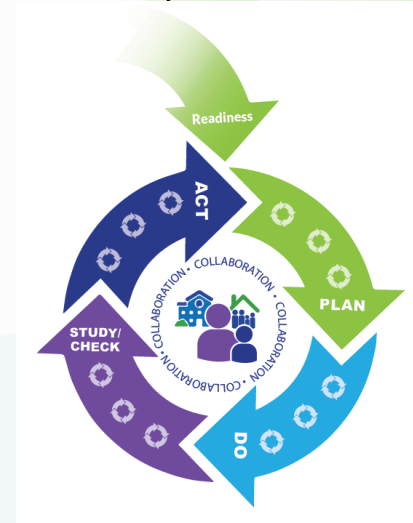 Readiness
ACT
PLAN
DO
STUDY/
CHECK
COLLABORATION • COLLABORATION • COLLABORATION • COLLABORATION •